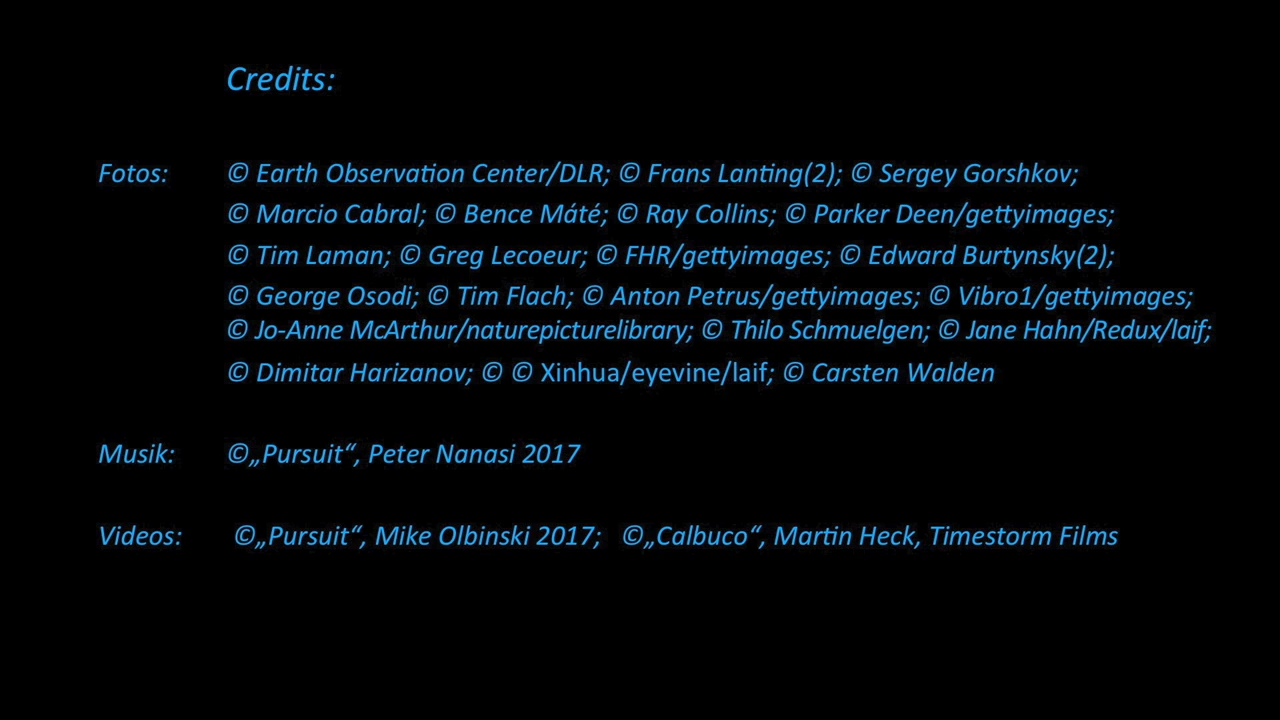 Credits:
Fotos: © Earth Observation Center/DLR; © Frans Lanting(2); © Sergey Gorshkov;
© Marcio Cabral; © Bence Máté; © Ray Collins; © Parker Deen/gettyimages;
© Tim Laman; © Greg Lecoeur; © FHR/gettyimages; © Edward Burtynsky(2);
© George Osodi; © Tim Flach; © Anton Petrus/gettyimages; © Vibro1/gettyimages;
© Jo-Anne McArthur/naturepicturelibrary; © Thilo Schmuelgen; © Jane Hahn/Redux/laif;
© Dimitar Harizanov; © © Xinhua/eyevine/laif; © Carsten Walden
Musik: ©„Pursuit“, Peter Nanasi 2017
Videos: ©„Pursuit“, Mike Olbinski 2017; ©„Calbuco“, Martin Heck, Timestorm Films